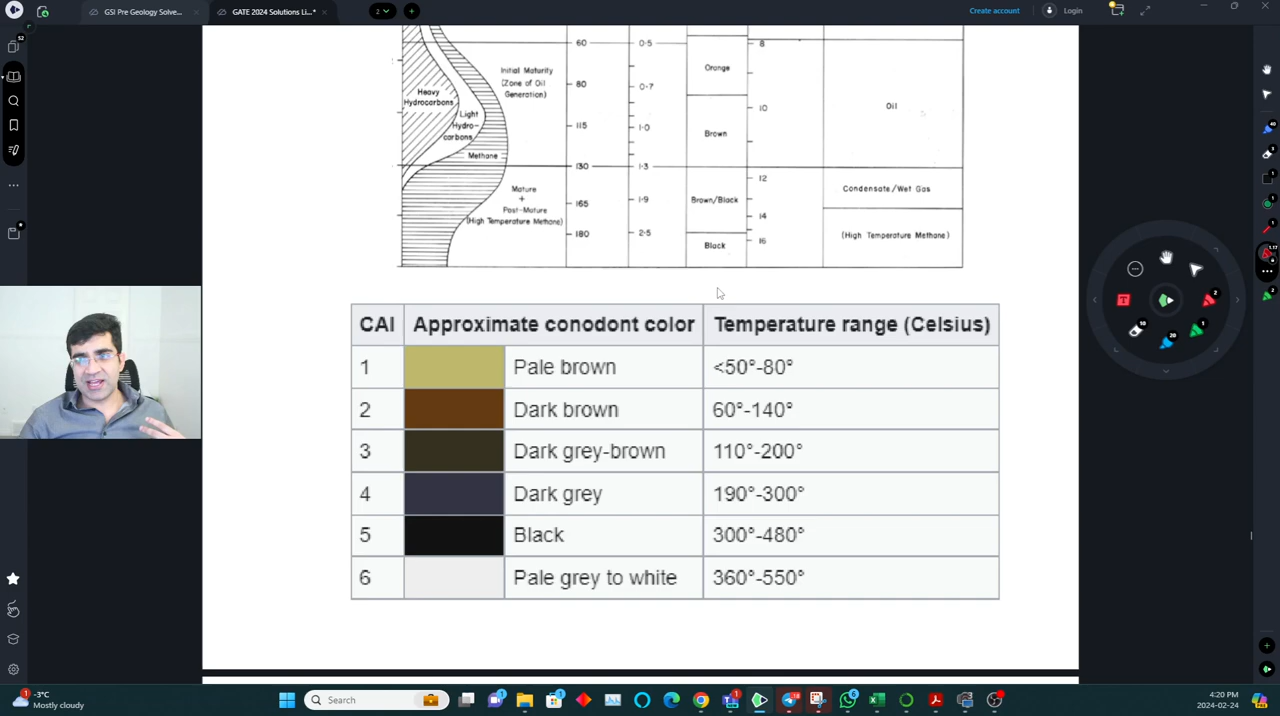 GSI Pre Geology Solve...
GATE 2024 Solutions Li...*
2
Create account
Login
52
60
0·5
8
Initial Maturity
(Zone of Oil
Generation)
Orange
80
0·7
Heavy
Hydrocarbons
10
Oil
Light
Hydro-
carbons
115
1·0
Brown
Methane
130
1·3
12
Mature
+
Post-Mature
(High Temperature Methane)
Condensate/Wet Gas
165
1·9
Brown/Black
14
180
2·5
16
(High Temperature Methane)
Black
CAI Approximate conodont color Temperature range (Celsius)
1 Pale brown <50°-80°
2 Dark brown 60°-140°
3 Dark grey-brown 110°-200°
4 Dark grey 190°-300°
5 Black 300°-480°
6 Pale grey to white 360°-550°
-3°C
Mostly cloudy
Search
4:20 PM
2024-02-24